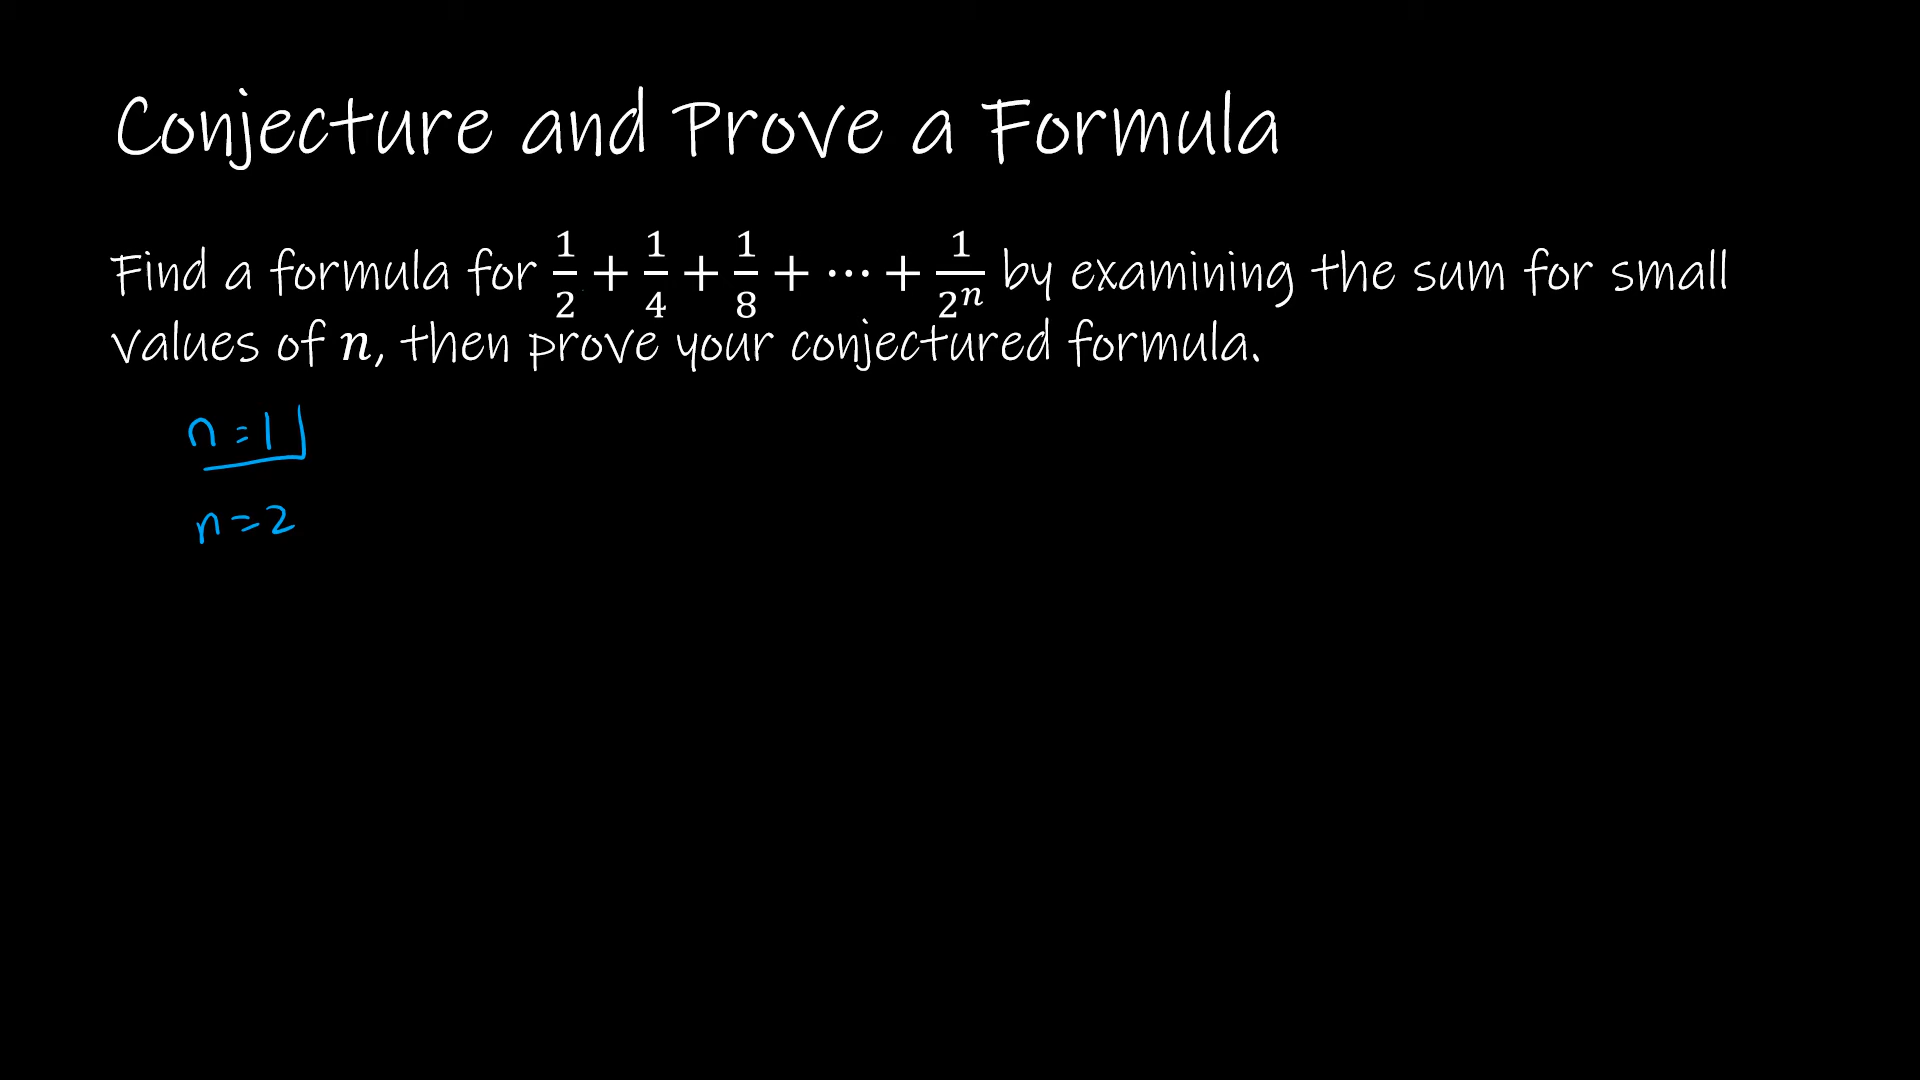 Conjecture and Prove a Formula
Find a formula for 1/2 + 1/4 + 1/8 + ⋯ + 1/2ⁿ by examining the sum for small
values of n, then prove your conjectured formula.
n = 1
n = 2